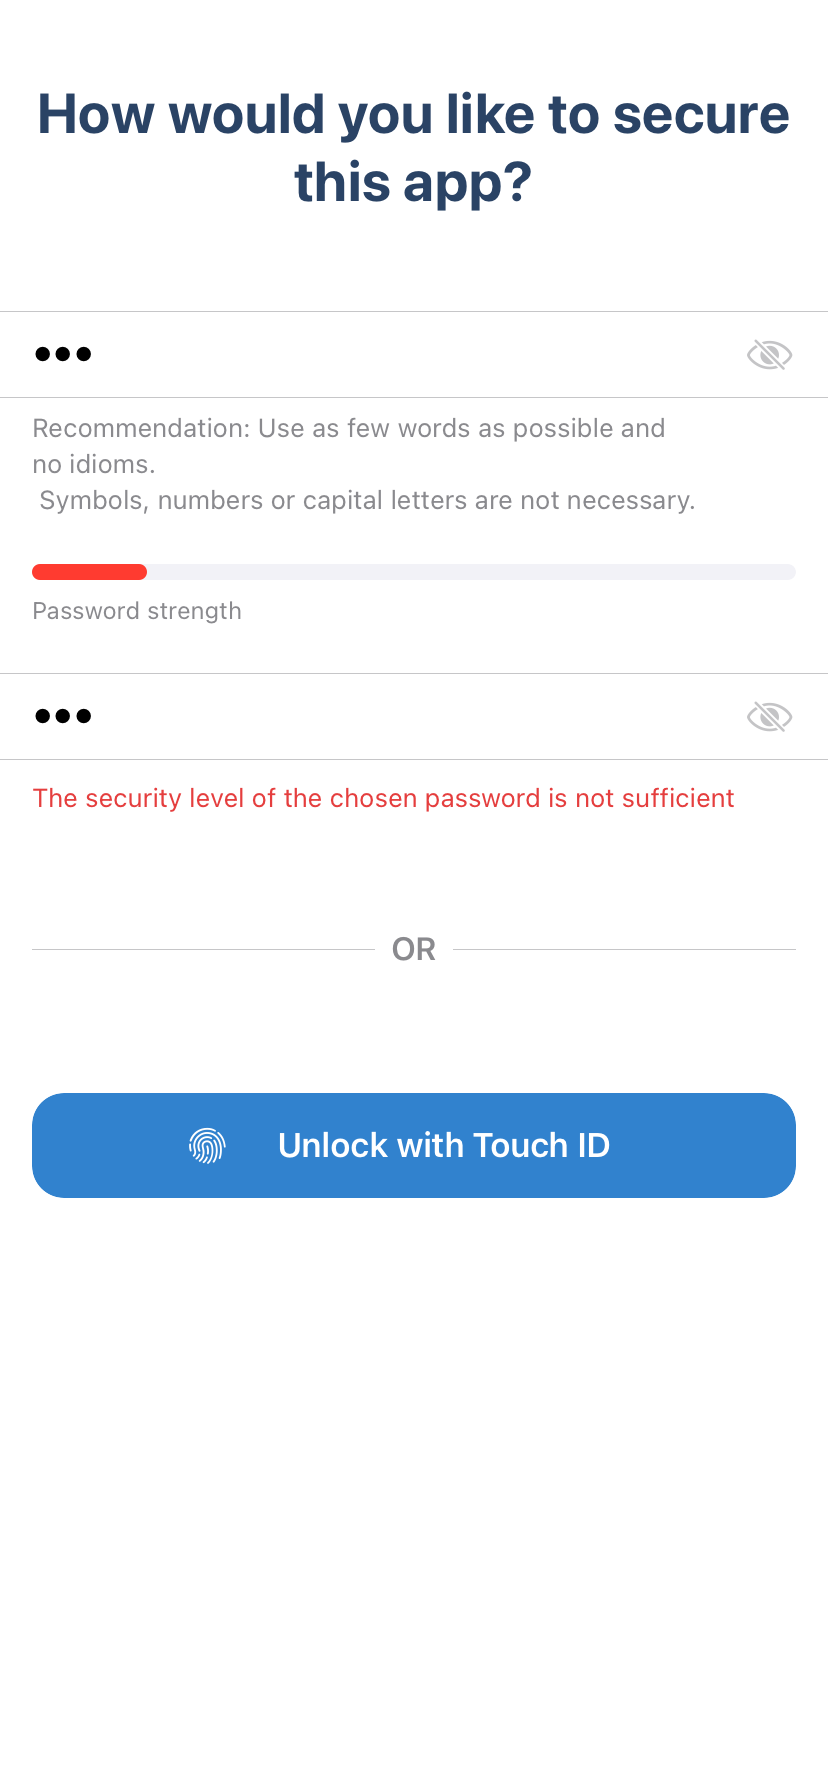 How would you like to secure
this app?
•••
Recommendation: Use as few words as possible and
no idioms.
Symbols, numbers or capital letters are not necessary.
Password strength
•••
The security level of the chosen password is not sufficient
OR
Unlock with Touch ID